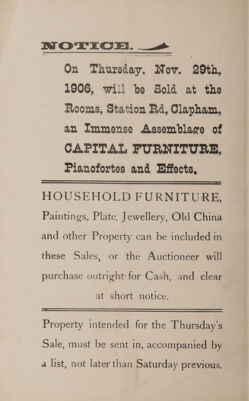 NOTICE.
On Thursday, Nov. 29th,
1906, will be Sold at the
Rooms, Station Rd, Clapham,
an Immense Assemblage of
CAPITAL FURNITURE,
Pianofortes and Effects.
HOUSEHOLD FURNITURE,
Paintings, Plate, Jewellery, Old China
and other Property can be included in
these Sales, or the Auctioneer will
purchase outright for Cash, and clear
at short notice.
Property intended for the Thursday's
Sale, must be sent in, accompanied by
a list, not later than Saturday previous.